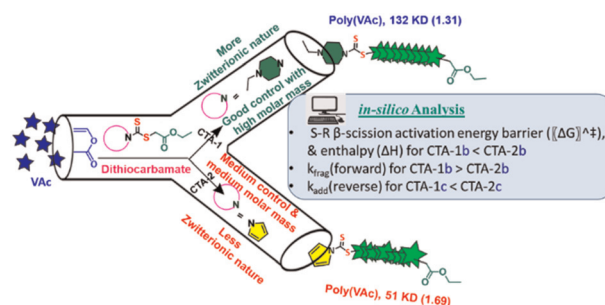 Poly(VAc), 132 KD (1.31)
More
Zwitterionic nature
N
=
N
N
Good control with
high molar mass
CTA-1
VAc
O
O
N
S
S
O
O
Dithiocarbamate
CTA-2
Medium control &
medium molar mass
N
=
N
Less
Zwitterionic nature
N
S
S
O
O
in-silico Analysis
• S-R β-scission activation energy barrier (⟦ΔG⟧^‡),
& enthalpy (ΔH) for CTA-1b < CTA-2b
• kfrag(forward) for CTA-1b > CTA-2b
• kadd(reverse) for CTA-1c < CTA-2c
N
S
S
O
O
Poly(VAc), 51 KD (1.69)